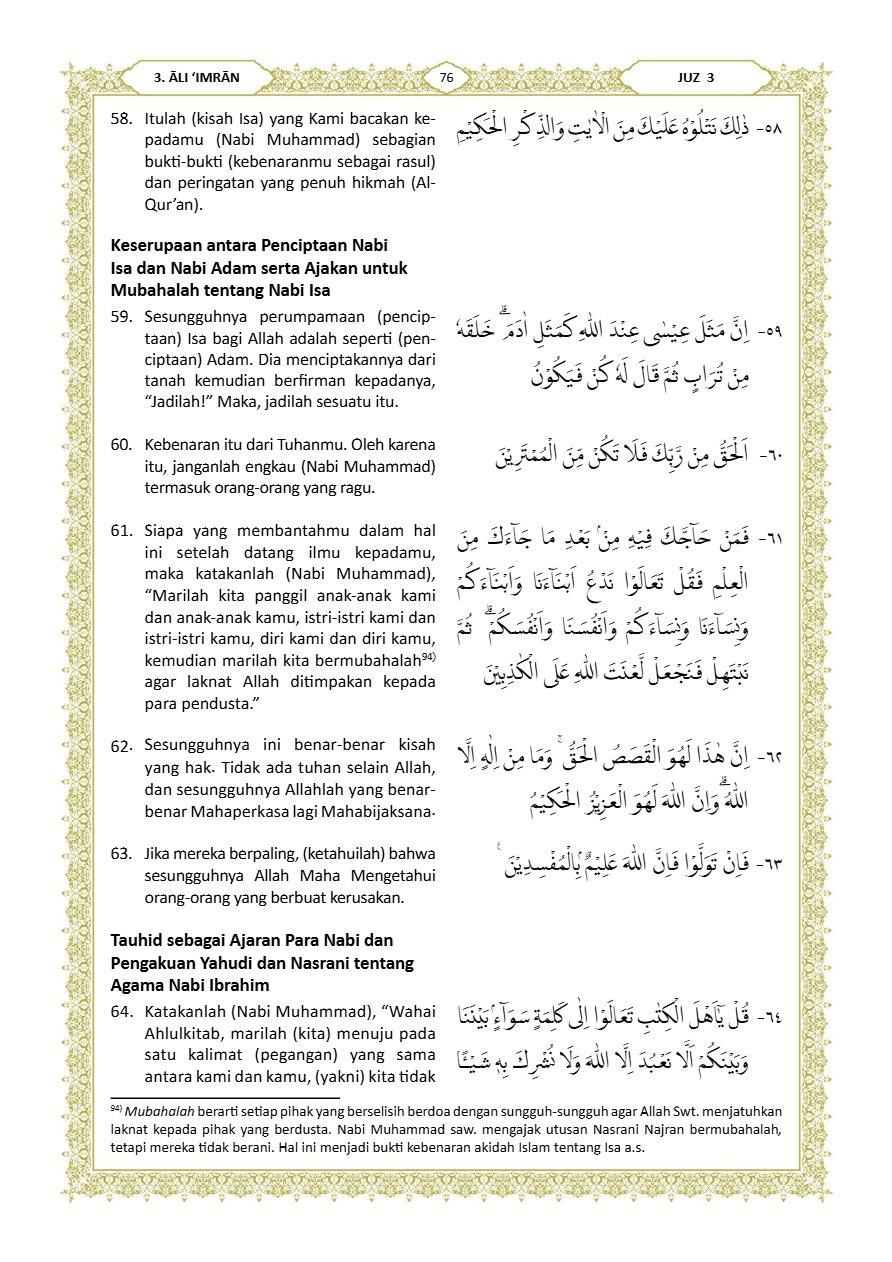 3. ĀLI ‘IMRĀN
76
JUZ 3
58. Itulah (kisah Isa) yang Kami bacakan ke-
padamu (Nabi Muhammad) sebagian
bukti-bukti (kebenaranmu sebagai rasul)
dan peringatan yang penuh hikmah (Al-
Qur’an).
٥٨- ذٰلِكَ نَتْلُوْهُ عَلَيْكَ مِنَ الْاٰيٰتِ وَالذِّكْرِ الْحَكِيْمِ
Keserupaan antara Penciptaan Nabi
Isa dan Nabi Adam serta Ajakan untuk
Mubahalah tentang Nabi Isa
59. Sesungguhnya perumpamaan (pencip-
taan) Isa bagi Allah adalah seperti (pen-
ciptaan) Adam. Dia menciptakannya dari
tanah kemudian berfirman kepadanya,
“Jadilah!” Maka, jadilah sesuatu itu.
٥٩- اِنَّ مَثَلَ عِيْسٰى عِنْدَ اللّٰهِ كَمَثَلِ اٰدَمَ ۗ خَلَقَهٗ
مِنْ تُرَابٍ ثُمَّ قَالَ لَهٗ كُنْ فَيَكُوْنُ
60. Kebenaran itu dari Tuhanmu. Oleh karena
itu, janganlah engkau (Nabi Muhammad)
termasuk orang-orang yang ragu.
٦٠- اَلْحَقُّ مِنْ رَّبِّكَ فَلَا تَكُنْ مِّنَ الْمُمْتَرِيْنَ
61. Siapa yang membantahmu dalam hal
ini setelah datang ilmu kepadamu,
maka katakanlah (Nabi Muhammad),
“Marilah kita panggil anak-anak kami
dan anak-anak kamu, istri-istri kami dan
istri-istri kamu, diri kami dan diri kamu,
kemudian marilah kita bermubahalah94)
agar laknat Allah ditimpakan kepada
para pendusta.”
٦١- فَمَنْ حَاۤجَّكَ فِيْهِ مِنْۢ بَعْدِ مَا جَاۤءَكَ مِنَ
الْعِلْمِ فَقُلْ تَعَالَوْا نَدْعُ اَبْنَاۤءَنَا وَاَبْنَاۤءَكُمْ
وَنِسَاۤءَنَا وَنِسَاۤءَكُمْ وَاَنْفُسَنَا وَاَنْفُسَكُمْۗ ثُمَّ
نَبْتَهِلْ فَنَجْعَلْ لَّعْنَتَ اللّٰهِ عَلَى الْكٰذِبِيْنَ
62. Sesungguhnya ini benar-benar kisah
yang hak. Tidak ada tuhan selain Allah,
dan sesungguhnya Allahlah yang benar-
benar Mahaperkasa lagi Mahabijaksana.
٦٢- اِنَّ هٰذَا لَهُوَ الْقَصَصُ الْحَقُّ ۚ وَمَا مِنْ اِلٰهٍ اِلَّا
اللّٰهُ ۗوَاِنَّ اللّٰهَ لَهُوَ الْعَزِيْزُ الْحَكِيْمُ
63. Jika mereka berpaling, (ketahuilah) bahwa
sesungguhnya Allah Maha Mengetahui
orang-orang yang berbuat kerusakan.
٦٣- فَاِنْ تَوَلَّوْا فَاِنَّ اللّٰهَ عَلِيْمٌۢ بِالْمُفْسِدِيْنَ ࣖ
Tauhid sebagai Ajaran Para Nabi dan
Pengakuan Yahudi dan Nasrani tentang
Agama Nabi Ibrahim
64. Katakanlah (Nabi Muhammad), “Wahai
Ahlulkitab, marilah (kita) menuju pada
satu kalimat (pegangan) yang sama
antara kami dan kamu, (yakni) kita tidak
٦٤- قُلْ يٰٓاَهْلَ الْكِتٰبِ تَعَالَوْا اِلٰى كَلِمَةٍ سَوَاۤءٍۢ بَيْنَنَا
وَبَيْنَكُمْ اَلَّا نَعْبُدَ اِلَّا اللّٰهَ وَلَا نُشْرِكَ بِهٖ شَيْـًٔا
94) Mubahalah berarti setiap pihak yang berselisih berdoa dengan sungguh-sungguh agar Allah Swt. menjatuhkan
laknat kepada pihak yang berdusta. Nabi Muhammad saw. mengajak utusan Nasrani Najran bermubahalah,
tetapi mereka tidak berani. Hal ini menjadi bukti kebenaran akidah Islam tentang Isa a.s.